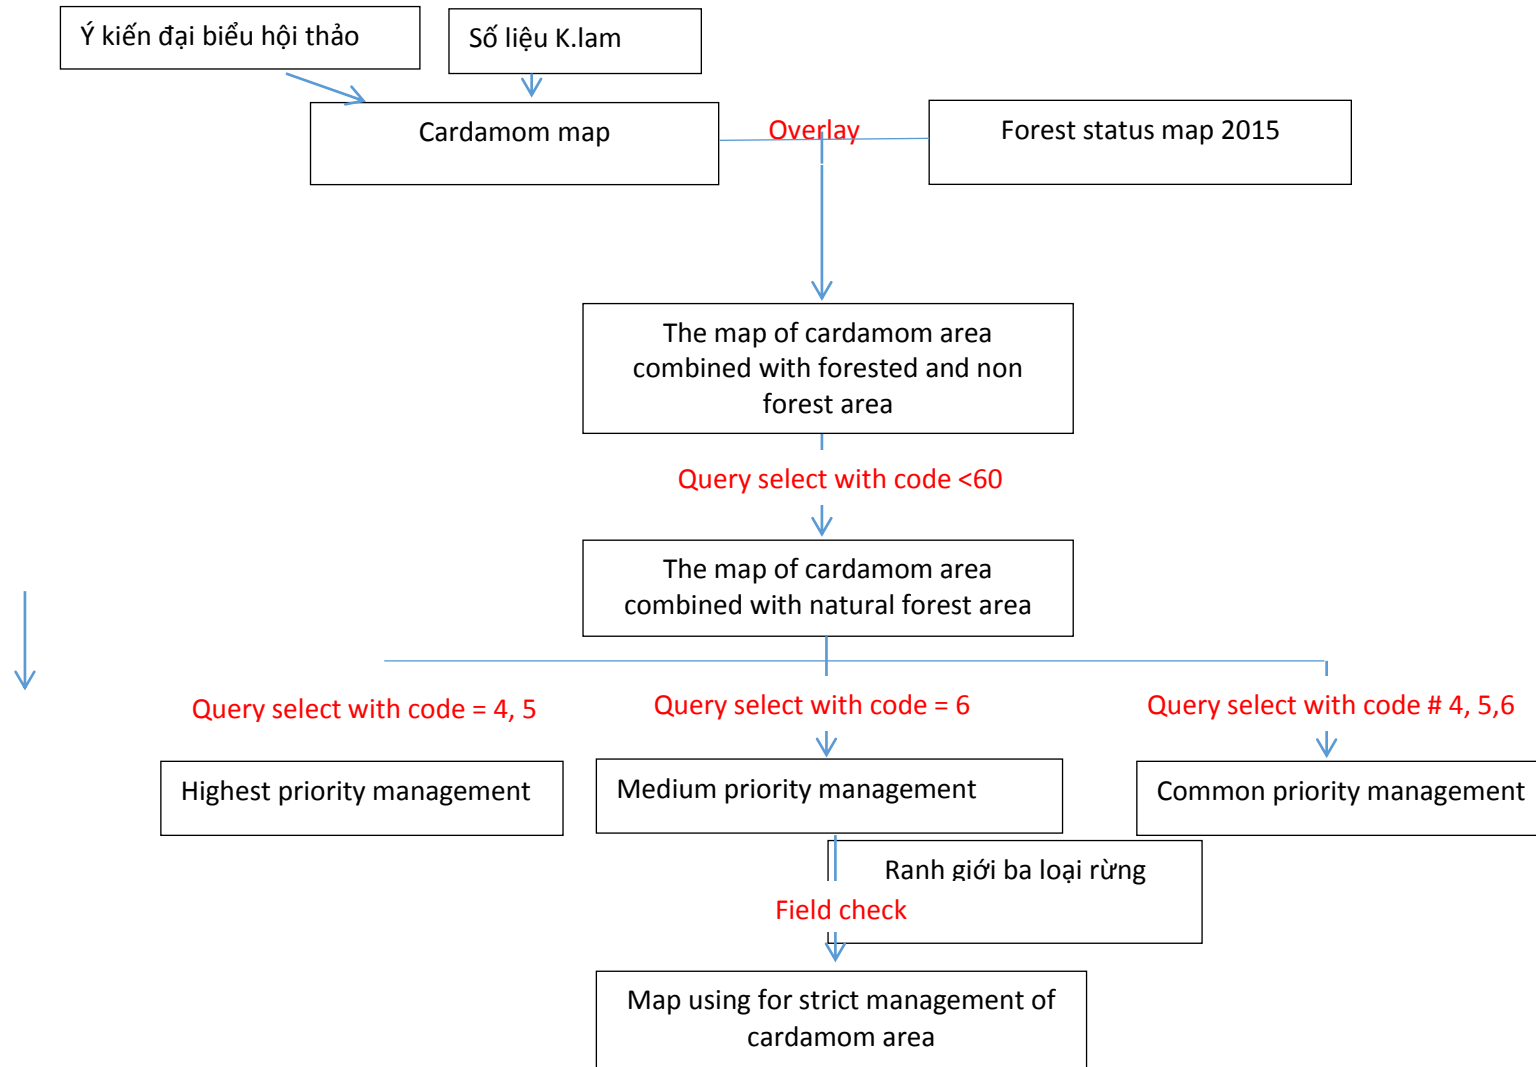 Ý kiến đại biểu hội thảo
Số liệu K.lam
Cardamom map
Overlay
Forest status map 2015
The map of cardamom area
combined with forested and non
forest area
Query select with code <60
The map of cardamom area
combined with natural forest area
Query select with code = 4, 5
Query select with code = 6
Query select with code # 4, 5,6
Highest priority management
Medium priority management
Common priority management
Ranh giới ba loại rừng
Field check
Map using for strict management of
cardamom area